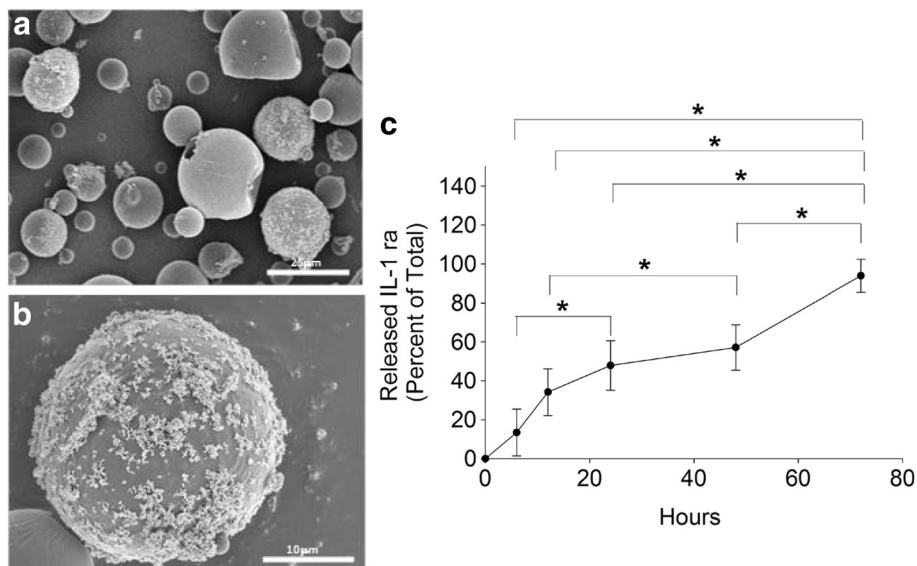 a
25µm
b
10µm
c
*
*
*
*
*
*
Released IL-1 ra
(Percent of Total)
140
120
100
80
60
40
20
0
0 20 40 60 80
Hours